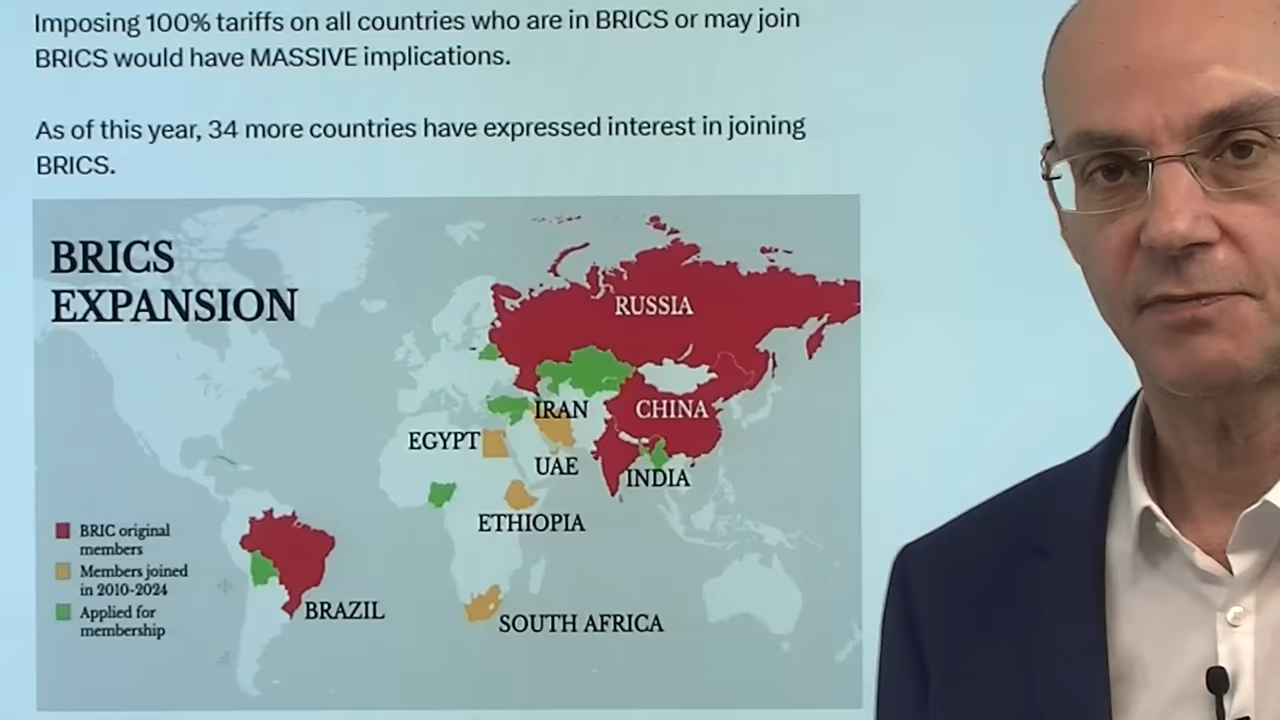 Imposing 100% tariffs on all countries who are in BRICS or may join
BRICS would have MASSIVE implications.
As of this year, 34 more countries have expressed interest in joining
BRICS.
BRICS
EXPANSION
RUSSIA
IRAN
CHINA
EGYPT
UAE
INDIA
ETHIOPIA
BRIC original
members
Members joined
in 2010-2024
Applied for
membership
BRAZIL
SOUTH AFRICA